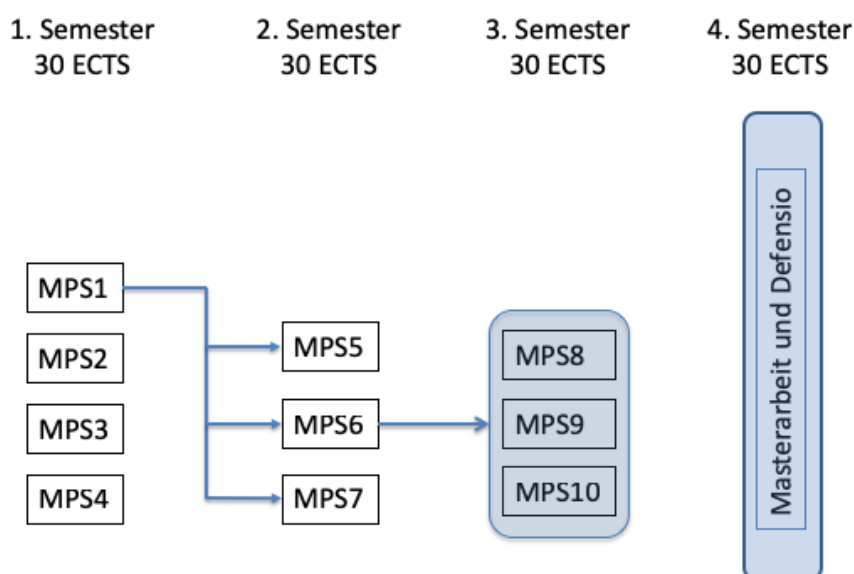 1. Semester
30 ECTS
2. Semester
30 ECTS
3. Semester
30 ECTS
4. Semester
30 ECTS
MPS1
MPS2
MPS3
MPS4
MPS5
MPS6
MPS7
MPS8
MPS9
MPS10
Masterarbeit und Defensio